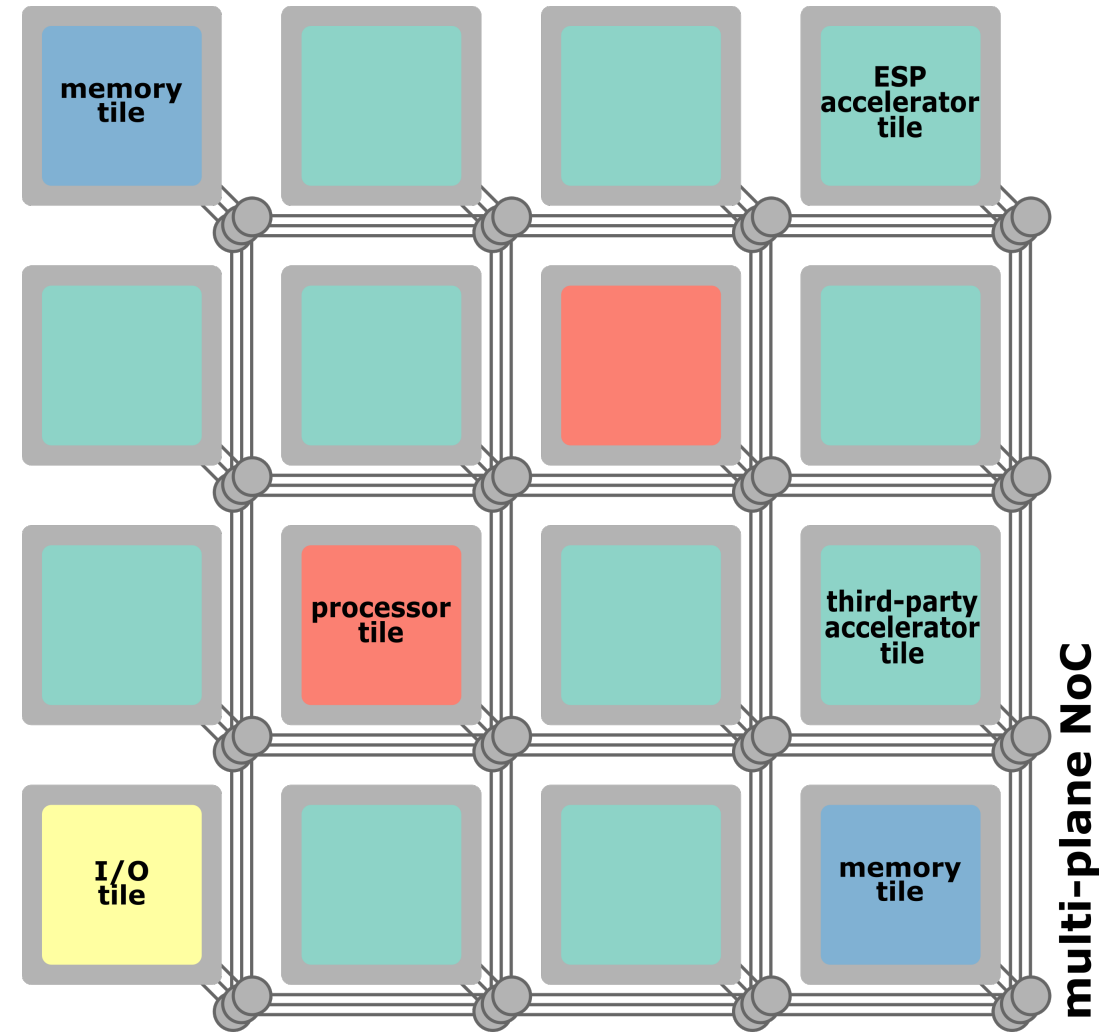 memory
tile
ESP
accelerator
tile
processor
tile
third-party
accelerator
tile
I/O
tile
memory
tile
multi-plane NoC